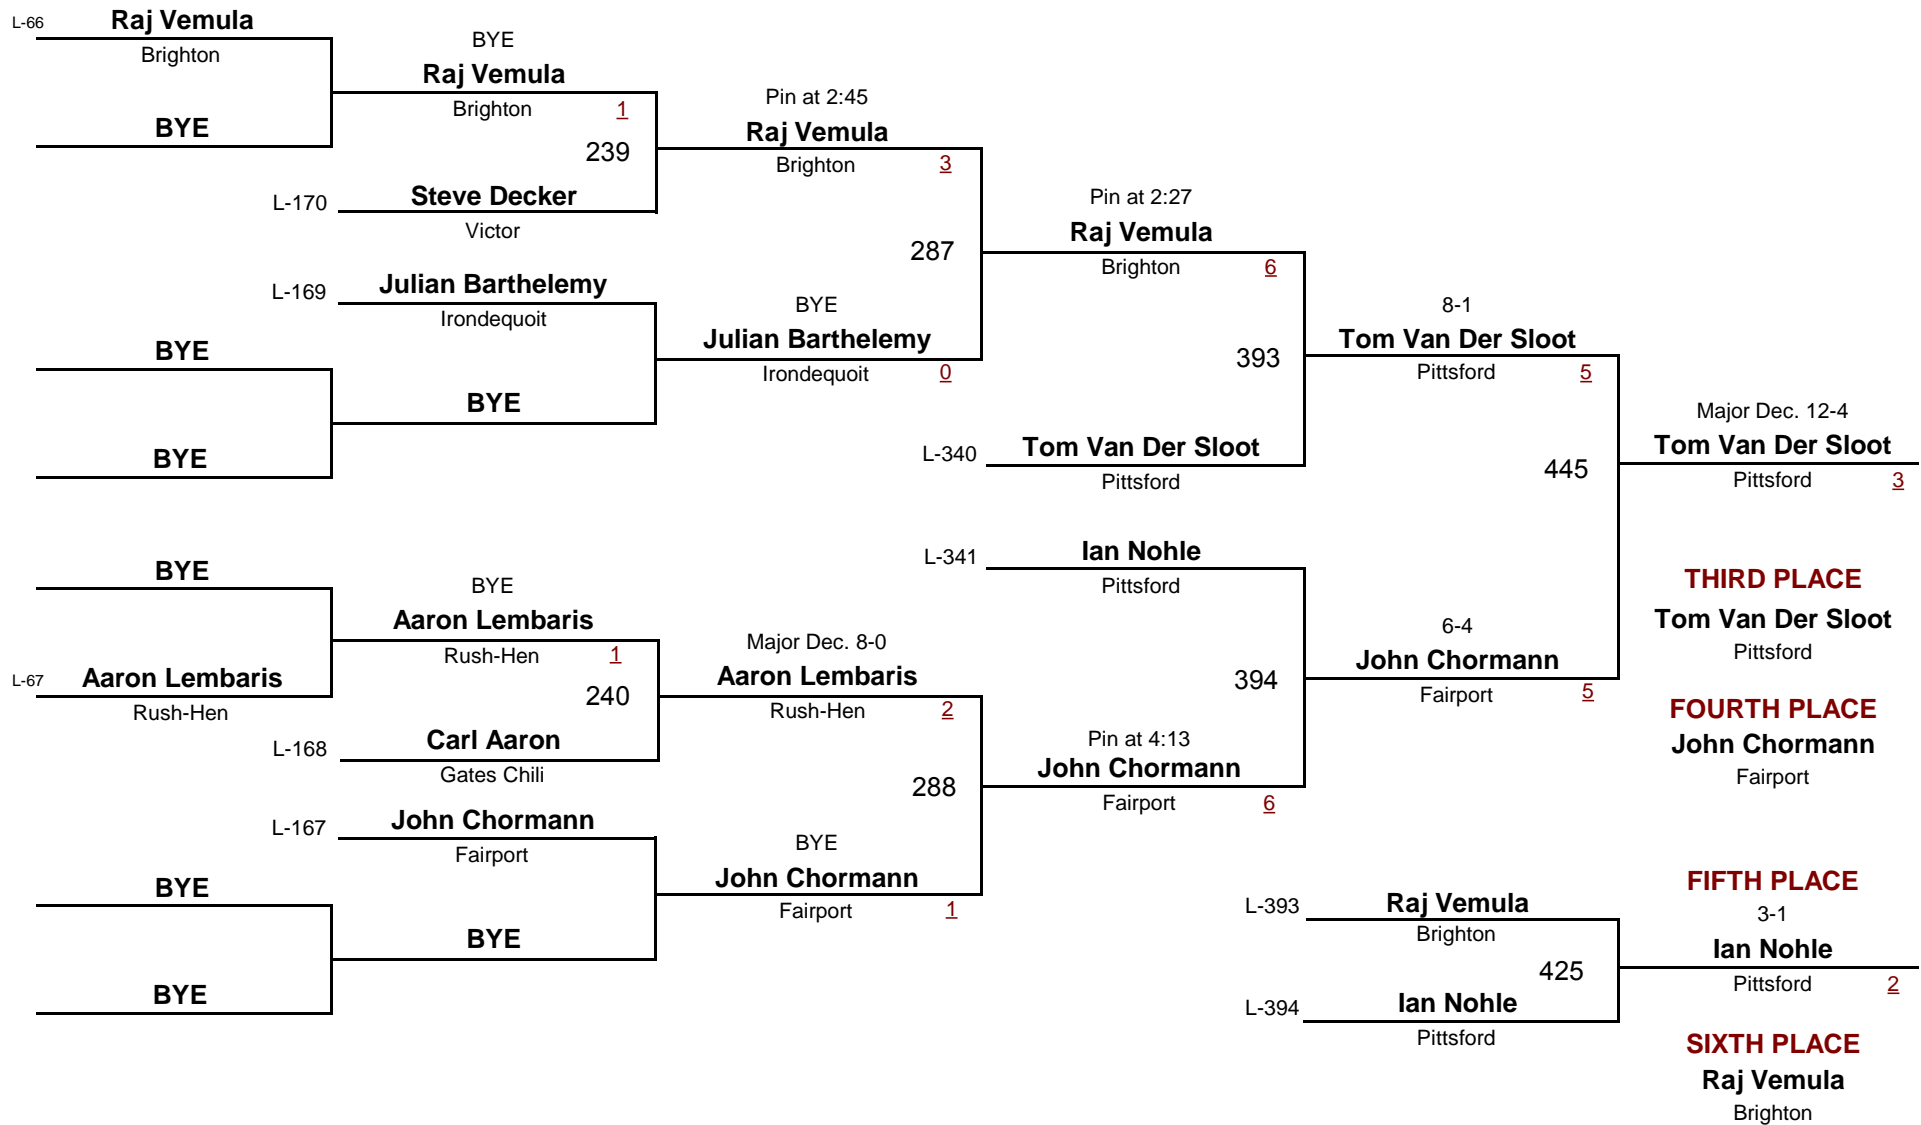 L-66
Raj Vemula
Brighton
BYE
BYE
Raj Vemula
Brighton
1
239
L-170
Steve Decker
Victor
Pin at 2:45
Raj Vemula
Brighton
3
L-169
Julian Barthelemy
Irondequoit
BYE
BYE
BYE
BYE
Julian Barthelemy
Irondequoit
0
287
Pin at 2:27
Raj Vemula
Brighton
6
393
L-340
Tom Van Der Sloot
Pittsford
8-1
Tom Van Der Sloot
Pittsford
5
445
Major Dec. 12-4
Tom Van Der Sloot
Pittsford
3
BYE
L-67
Aaron Lembaris
Rush-Hen
BYE
Aaron Lembaris
Rush-Hen
1
240
L-168
Carl Aaron
Gates Chili
Major Dec. 8-0
Aaron Lembaris
Rush-Hen
2
L-167
John Chormann
Fairport
BYE
BYE
BYE
BYE
John Chormann
Fairport
1
288
L-341
Ian Nohle
Pittsford
Pin at 4:13
John Chormann
Fairport
6
394
6-4
John Chormann
Fairport
5
THIRD PLACE
Tom Van Der Sloot
Pittsford
FOURTH PLACE
John Chormann
Fairport
L-393
Raj Vemula
Brighton
425
L-394
Ian Nohle
Pittsford
FIFTH PLACE
3-1
Ian Nohle
Pittsford
2
SIXTH PLACE
Raj Vemula
Brighton